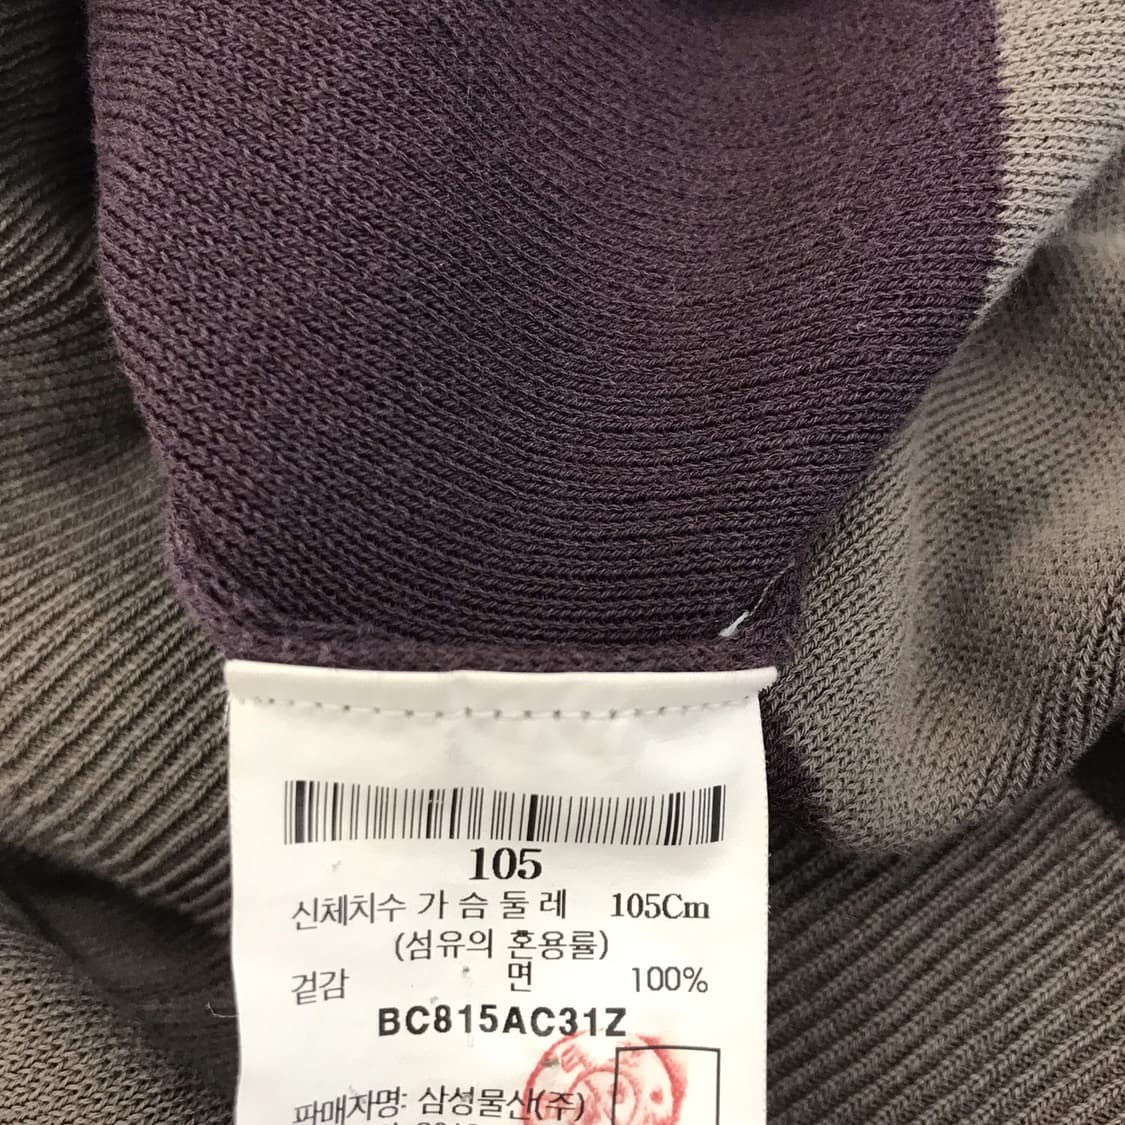 105
신체치수 가 슴 둘 레 105Cm
(섬유의 혼용률)
겉감 면 100%
BC815AC31Z
판매자명: 삼성물산(주)